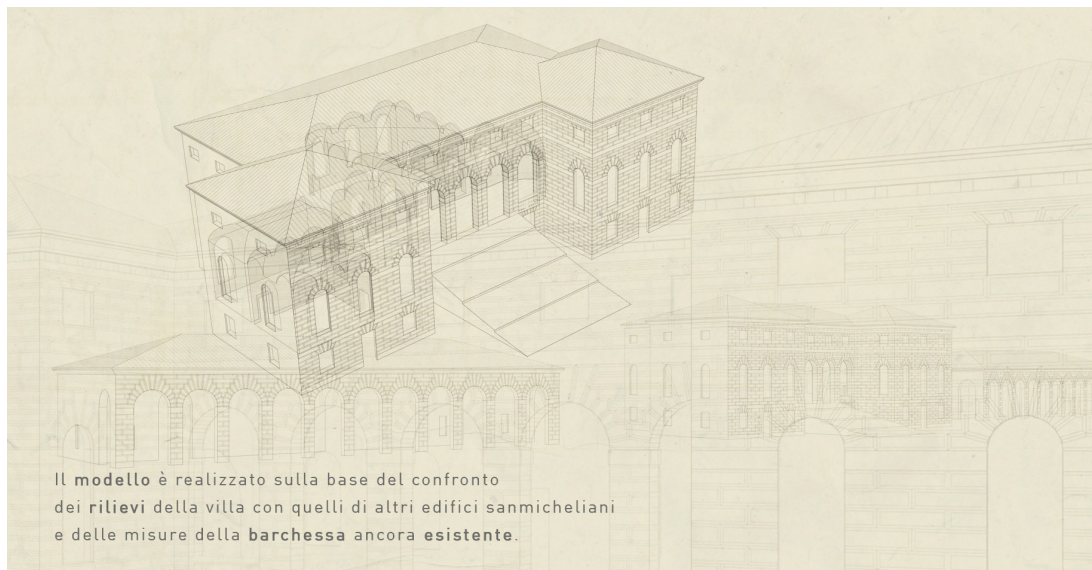 Il modello è realizzato sulla base del confronto
dei rilievi della villa con quelli di altri edifici sanmicheliani
e delle misure della barchessa ancora esistente.